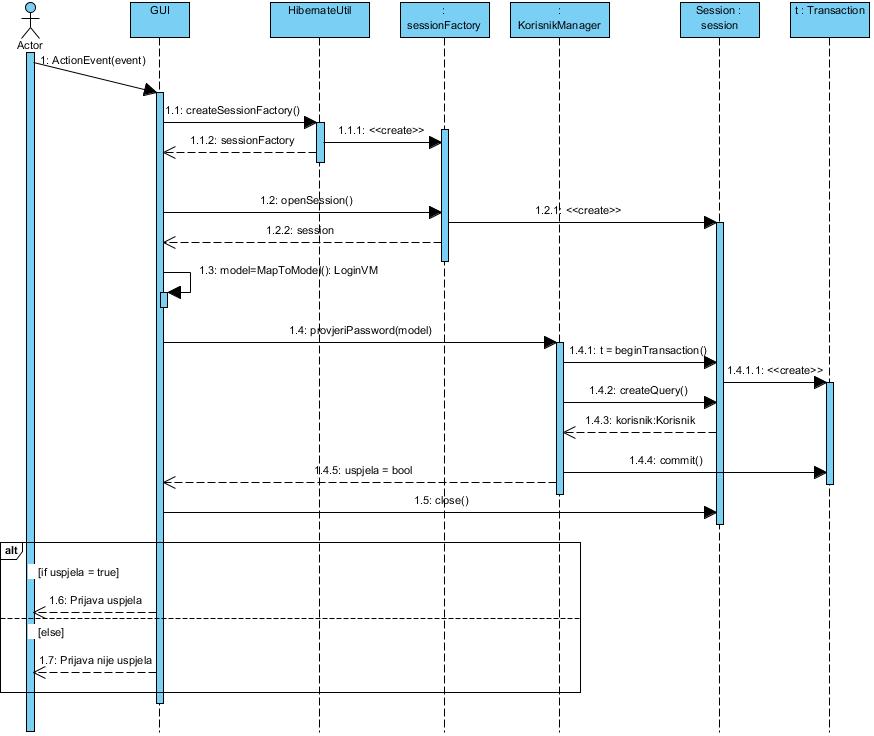 GUI
HibernateUtil
:
sessionFactory
:
KorisnikManager
Session :
session
t : Transaction
Actor
1: ActionEvent(event)
1.1: createSessionFactory()
1.1.1: <<create>>
1.1.2: sessionFactory
1.2: openSession()
1.2.1: <<create>>
1.2.2: session
1.3: model=MapToModel(): LoginVM
1.4: provjeriPassword(model)
1.4.1: t = beginTransaction()
1.4.1.1: <<create>>
1.4.2: createQuery()
1.4.3: korisnik:Korisnik
1.4.4: commit()
1.4.5: uspjela = bool
1.5: close()
alt
[if uspjela = true]
1.6: Prijava uspjela
[else]
1.7: Prijava nije uspjela